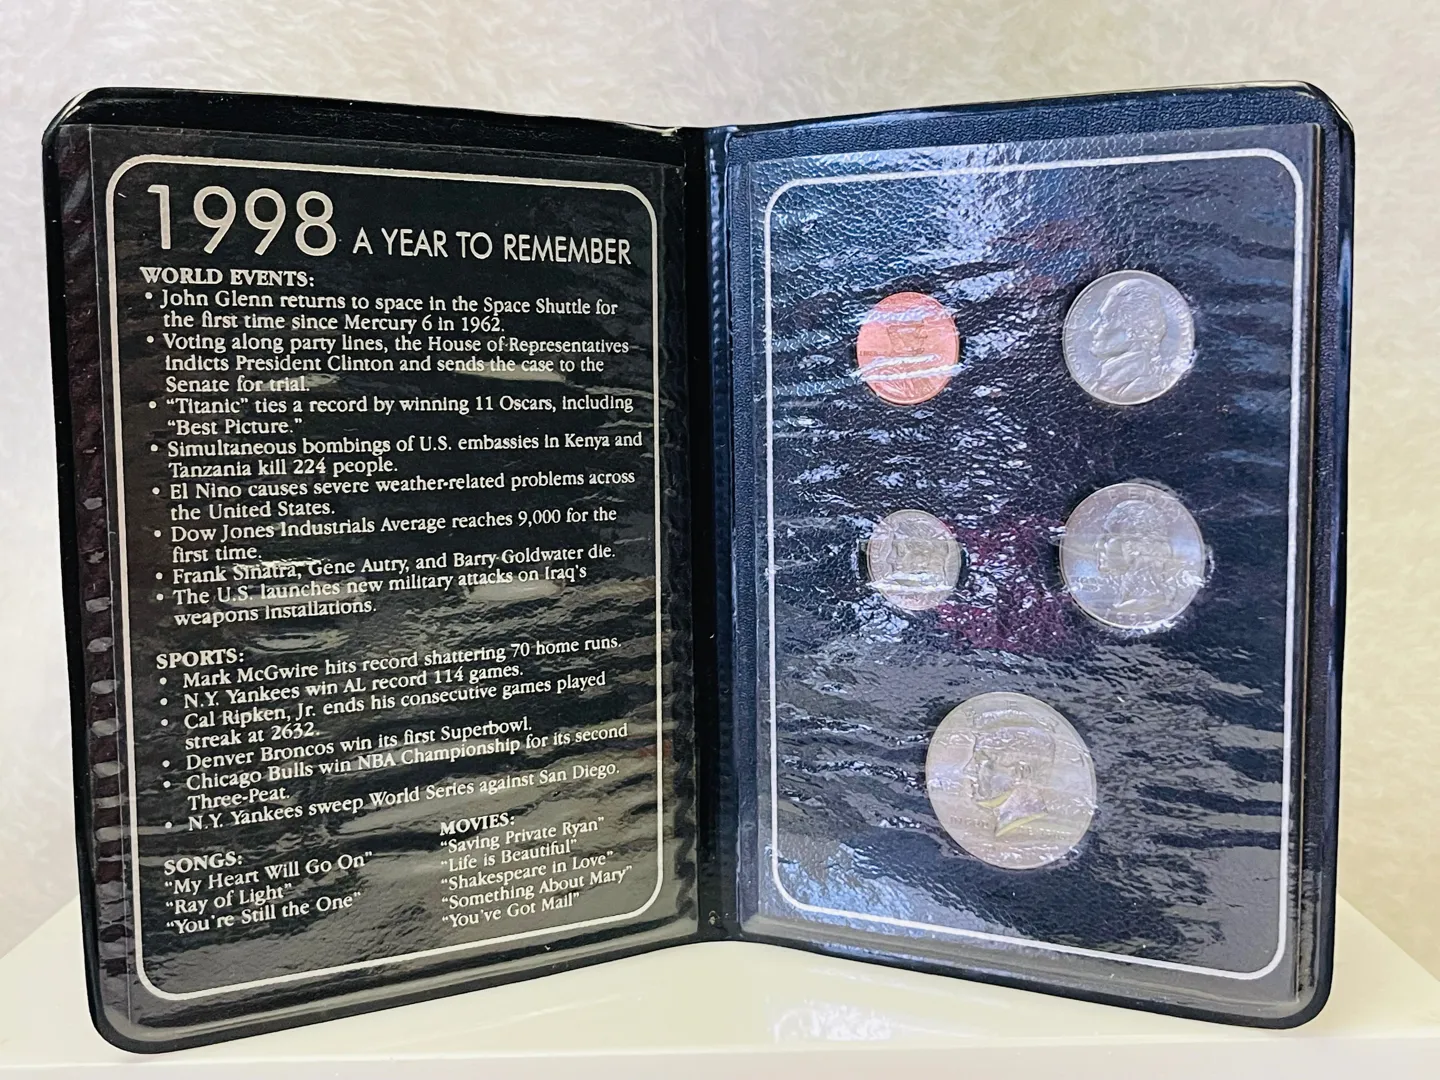 1998 A YEAR TO REMEMBER
WORLD EVENTS:
• John Glenn returns to space in the Space Shuttle for
the first time since Mercury 6 in 1962.
• Voting along party lines, the House of Representatives
indicts President Clinton and sends the case to the
Senate for trial.
• “Titanic” ties a record by winning 11 Oscars, including
“Best Picture.”
• Simultaneous bombings of U.S. embassies in Kenya and
Tanzania kill 224 people.
• El Nino causes severe weather-related problems across
the United States.
• Dow Jones Industrials Average reaches 9,000 for the
first time.
• Frank Sinatra, Gene Autry, and Barry Goldwater die.
• The U.S. launches new military attacks on Iraq's
weapons installations.
SPORTS:
• Mark McGwire hits record shattering 70 home runs.
• N.Y. Yankees win AL record 114 games.
• Cal Ripken, Jr. ends his consecutive games played
streak at 2632.
• Denver Broncos win its first Superbowl.
• Chicago Bulls win NBA Championship for its second
Three-Peat.
• N.Y. Yankees sweep World Series against San Diego.
SONGS:
“My Heart Will Go On”
“Ray of Light”
“You're Still the One”
MOVIES:
“Saving Private Ryan”
“Life is Beautiful”
“Shakespeare in Love”
“Something About Mary”
“You've Got Mail”